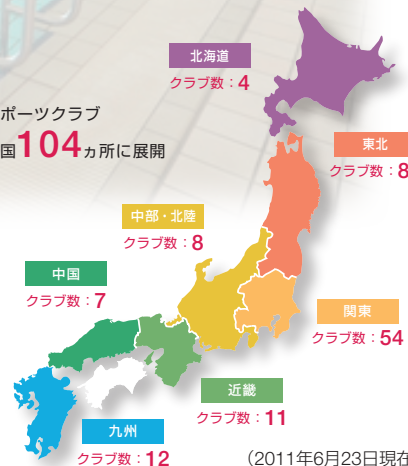 北海道
クラブ数：4
ポーツクラブ
国104ヵ所に展開
東北
クラブ数：8
中部・北陸
クラブ数：8
中国
クラブ数：7
関東
クラブ数：54
近畿
クラブ数：11
九州
クラブ数：12
（2011年6月23日現在